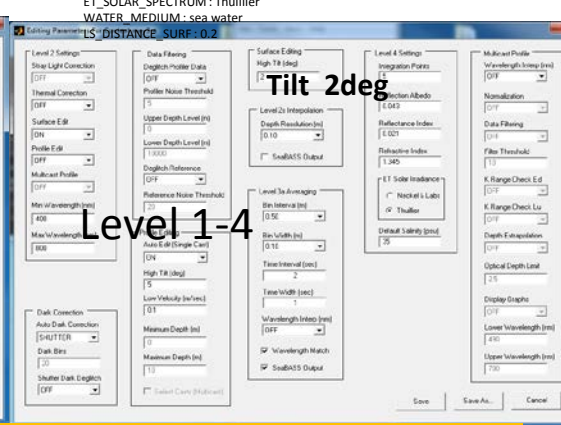 ET_SOLAR_SPECTRUM : Thuillier
WATER_MEDIUM : sea water
LS_DISTANCE_SURF : 0.2
Editing Parameter
Level 2 Settings
Stray Light Correction
OFF
Thermal Correction
OFF
Surface Edit
ON
Profile Edit
OFF
Multicast Profile
OFF
Min Wavelength (nm)
400
Max Wavelength
800
Dark Correction
Auto Dark Correction
SHUTTER
Dark Bins
20
Shutter Dark Deglitch
OFF
Data Filtering
Deglitch Profiler Data
OFF
Profiler Noise Threshold
5
Upper Depth Level (m)
0
Lower Depth Level (m)
10000
Deglitch Reference
OFF
Reference Noise Threshold
20
Profile Editing
Auto Edit (Single Cast)
ON
High Tilt (deg)
5
Low Velocity (m/sec)
0.1
Minimum Depth (m)
0
Maximum Depth (m)
10
Select Casts (Multicast)
Surface Editing
High Tilt (deg)
2
Tilt 2deg
Level 2s Interpolation
Depth Resolution (m)
0.10
SeaBASS Output
Level 3a Averaging
Bin Interval (m)
0.50
Bin Width (m)
0.10
Time Interval (sec)
2
Time Width (sec)
1
Wavelength Interp (nm)
OFF
Wavelength Match
SeaBASS Output
Level 4 Settings
Integration Points
5
Reflection Albedo
0.043
Reflectance Index
0.021
Refractive Index
1.345
ET Solar Irradiance
Neckel & Labs
Thuillier
Default Salinity (psu)
35
Multicast Profile
Wavelength Interp (nm)
OFF
Normalization
OFF
Data Filtering
OFF
Filter Threshold
10
K Range Check Ed
OFF
K Range Check Lu
OFF
Depth Extrapolation
OFF
Optical Depth Limit
2.5
Display Graphs
OFF
Lower Wavelength (nm)
490
Upper Wavelength (nm)
700
Level 1-4
Save
Save As...
Cancel